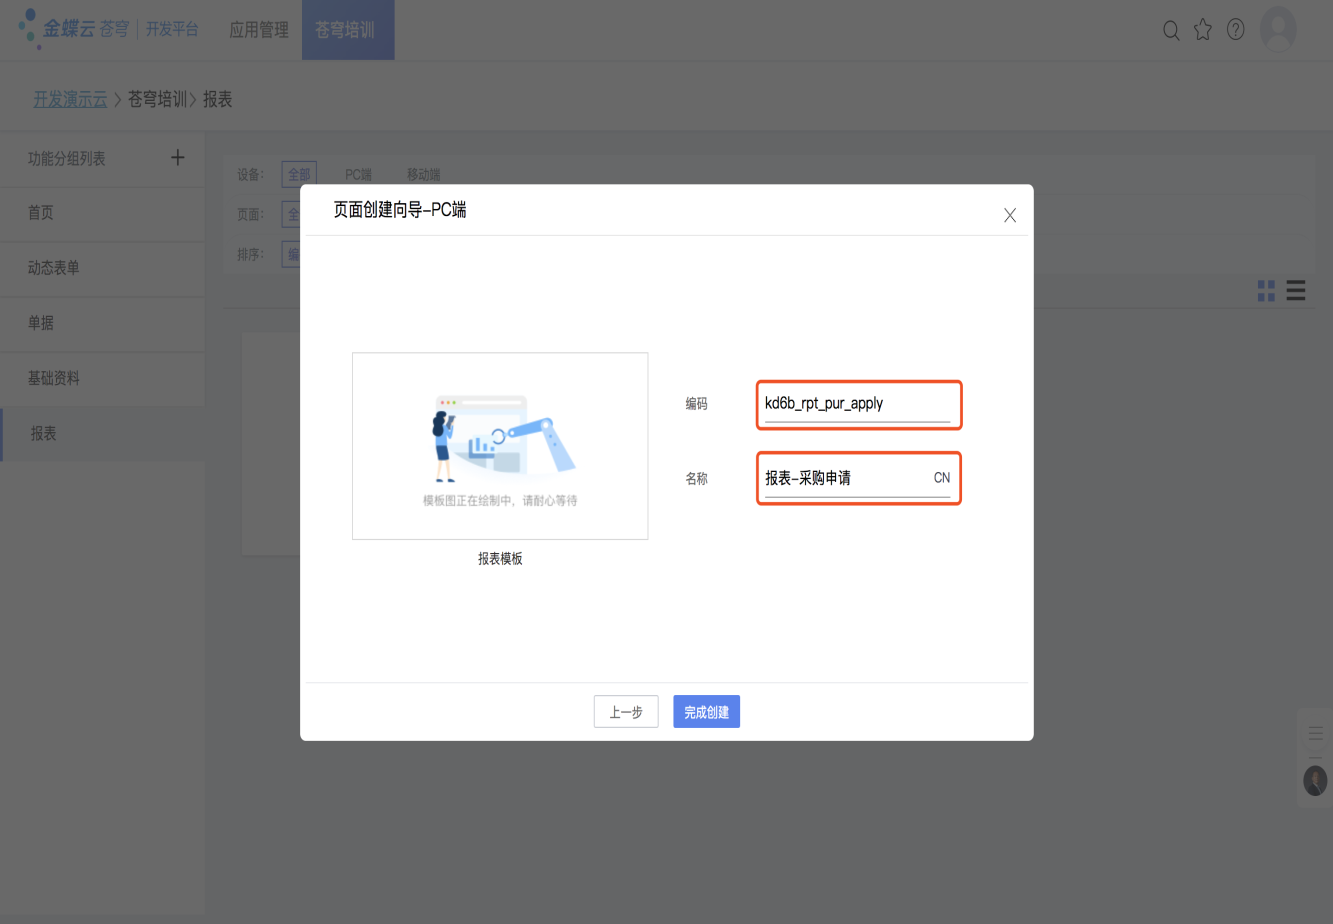 金蝶云 苍穹 | 开发平台 应用管理 苍穹培训
开发演示云 > 苍穹培训 > 报表
功能分组列表 +
首页
动态表单
单据
基础资料
报表
设备： 全部 PC端 移动端
页面： 全
排序： 编
页面创建向导–PC端
模板图正在绘制中，请耐心等待
报表模板
编码 kd6b_rpt_pur_apply
名称 报表–采购申请 CN
上一步 完成创建